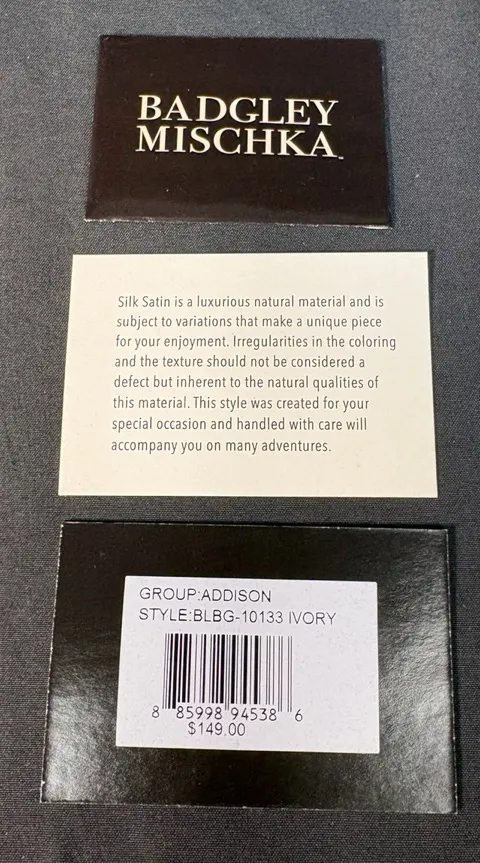 BADGLEY
MISCHKA
Silk Satin is a luxurious natural material and is
subject to variations that make a unique piece
for your enjoyment. Irregularities in the coloring
and the texture should not be considered a
defect but inherent to the natural qualities of
this material. This style was created for your
special occasion and handled with care will
accompany you on many adventures.
GROUP:ADDISON
STYLE:BLBG-10133 IVORY
8 85998 94538 6
$149.00